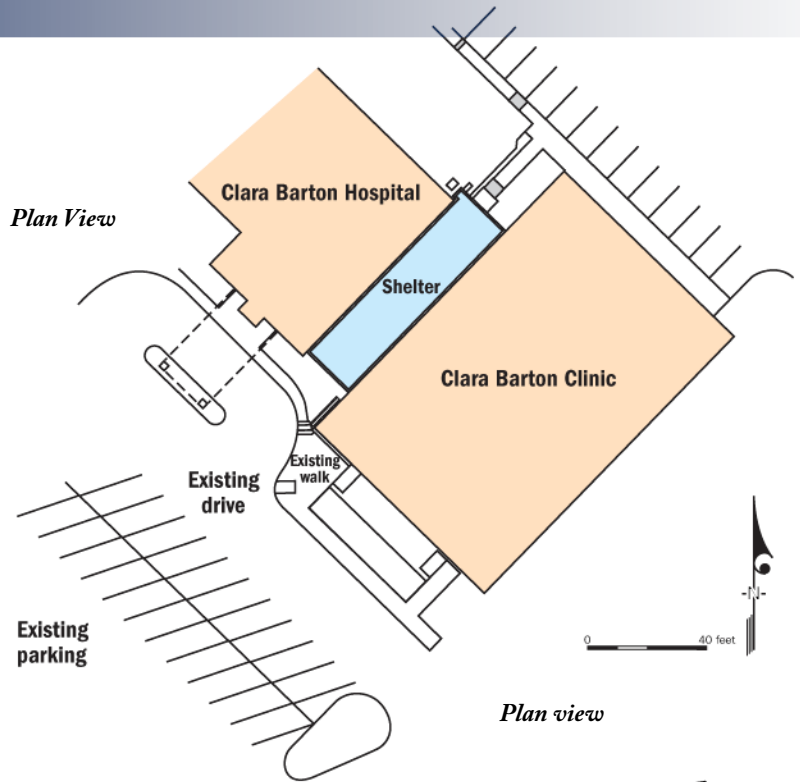 Clara Barton Hospital
Plan View
Shelter
Clara Barton Clinic
Existing
walk
Existing
drive
-N-
Existing
parking
0 40 feet
Plan view